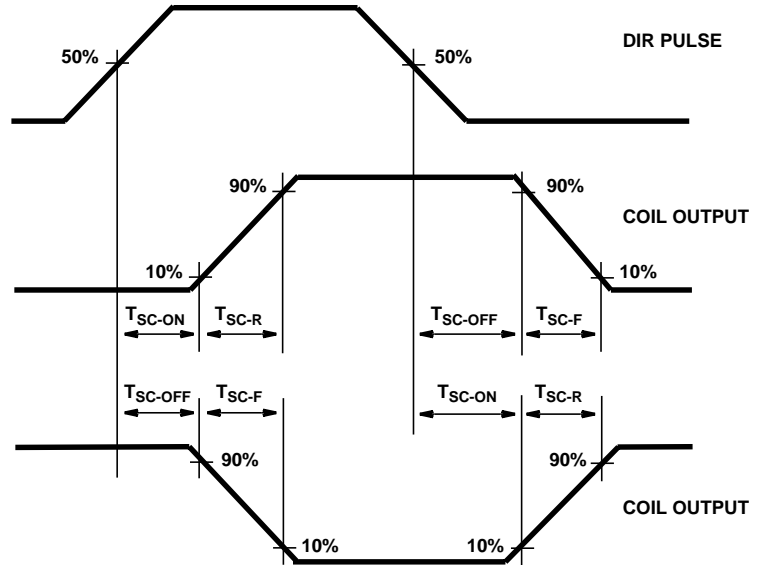 50% 50% DIR PULSE
90% 90% COIL OUTPUT
10% 10%
TSC-ON TSC-R TSC-OFF TSC-F
TSC-OFF TSC-F TSC-ON TSC-R
90% 90%
COIL OUTPUT
10% 10%